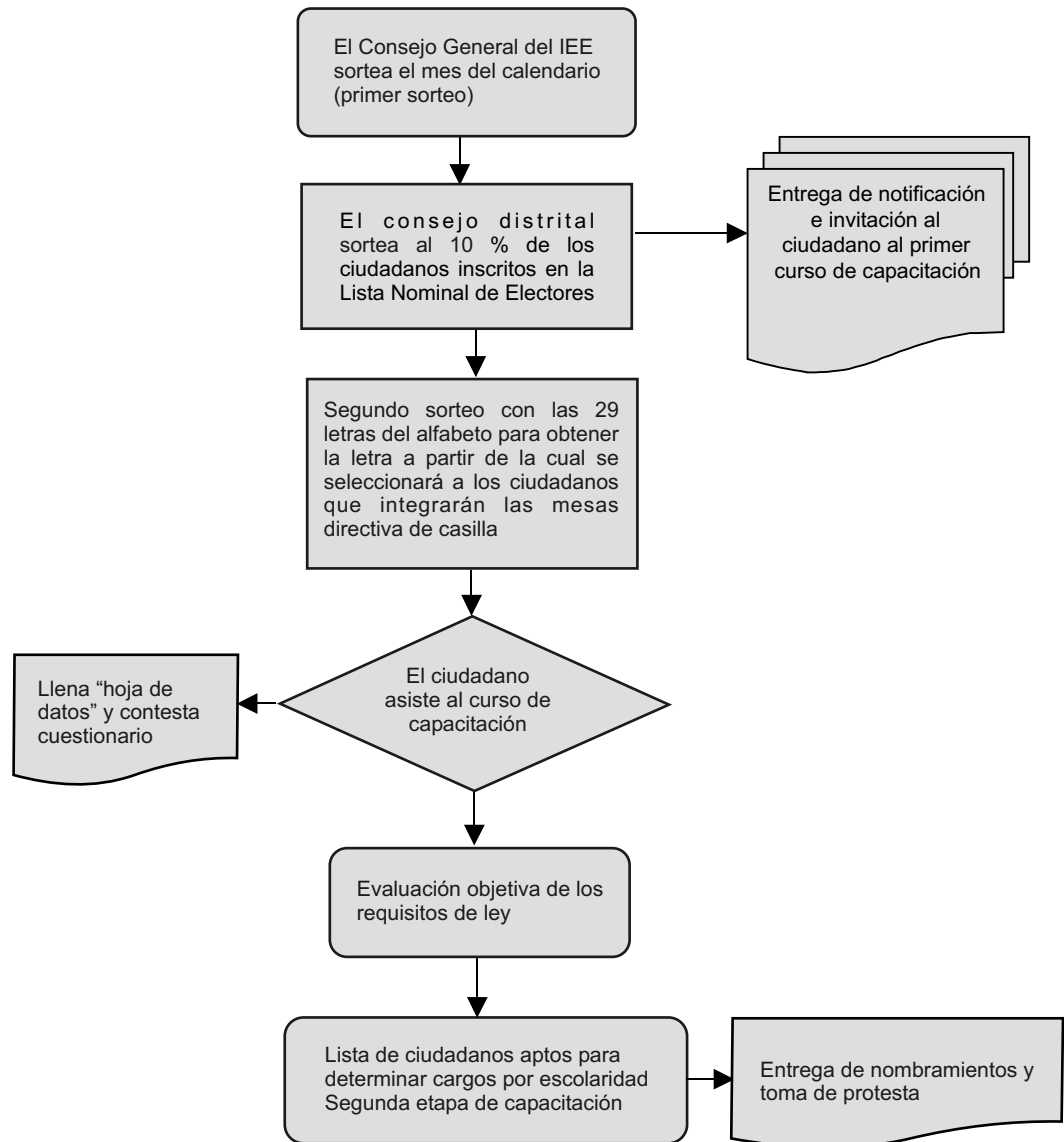 El Consejo General del IEE
sortea el mes del calendario
(primer sorteo)
El consejo distrital
sortea al 10 % de los
ciudadanos inscritos en la
Lista Nominal de Electores
Entrega de notificación
e invitación al
ciudadano al primer
curso de capacitación
Segundo sorteo con las 29
letras del alfabeto para obtener
la letra a partir de la cual se
seleccionará a los ciudadanos
que integrarán las mesas
directiva de casilla
El ciudadano
asiste al curso de
capacitación
Llena “hoja de
datos” y contesta
cuestionario
Evaluación objetiva de los
requisitos de ley
Lista de ciudadanos aptos para
determinar cargos por escolaridad
Segunda etapa de capacitación
Entrega de nombramientos y
toma de protesta